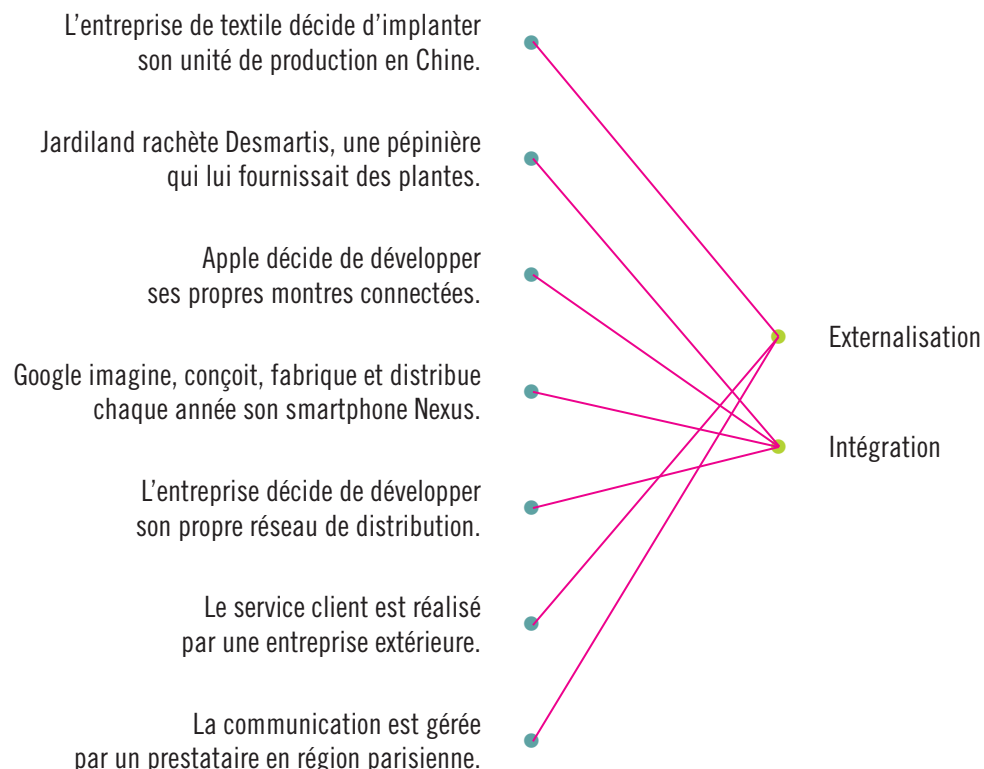 L’entreprise de textile décide d’implanter
son unité de production en Chine.
Jardiland rachète Desmartis, une pépinière
qui lui fournissait des plantes.
Apple décide de développer
ses propres montres connectées.
Google imagine, conçoit, fabrique et distribue
chaque année son smartphone Nexus.
L’entreprise décide de développer
son propre réseau de distribution.
Le service client est réalisé
par une entreprise extérieure.
La communication est gérée
par un prestataire en région parisienne.
Externalisation
Intégration